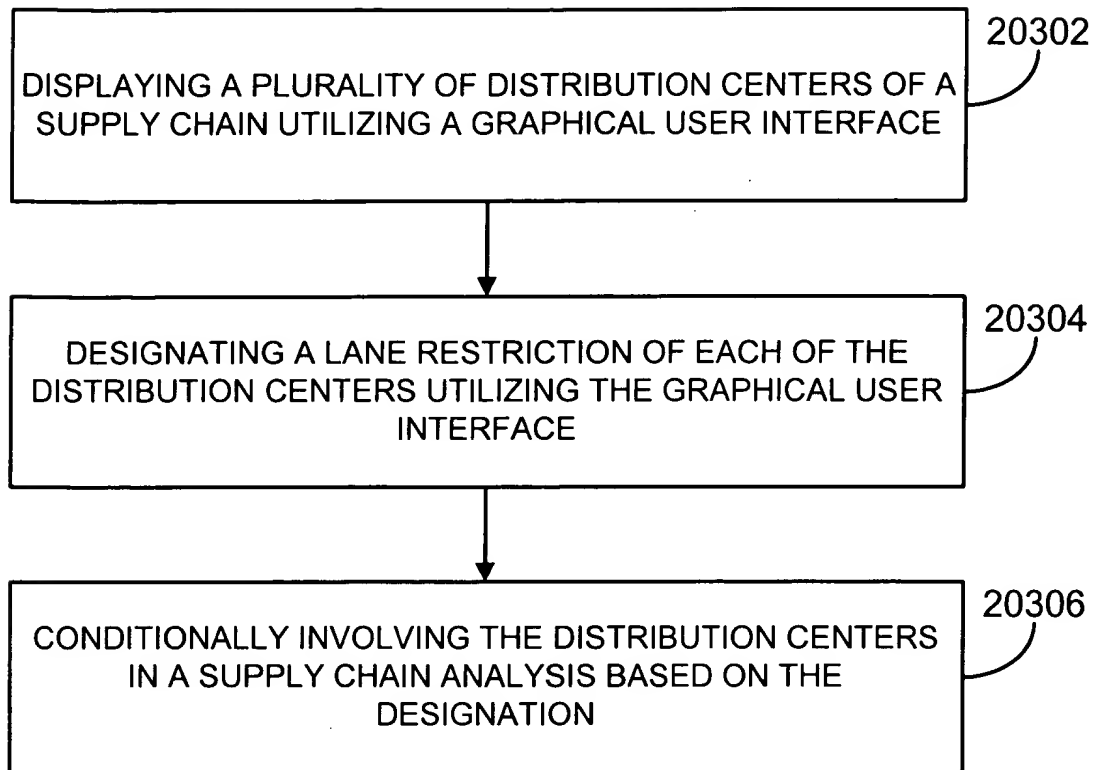 20302
DISPLAYING A PLURALITY OF DISTRIBUTION CENTERS OF A
SUPPLY CHAIN UTILIZING A GRAPHICAL USER INTERFACE
20304
DESIGNATING A LANE RESTRICTION OF EACH OF THE
DISTRIBUTION CENTERS UTILIZING THE GRAPHICAL USER
INTERFACE
20306
CONDITIONALLY INVOLVING THE DISTRIBUTION CENTERS
IN A SUPPLY CHAIN ANALYSIS BASED ON THE
DESIGNATION